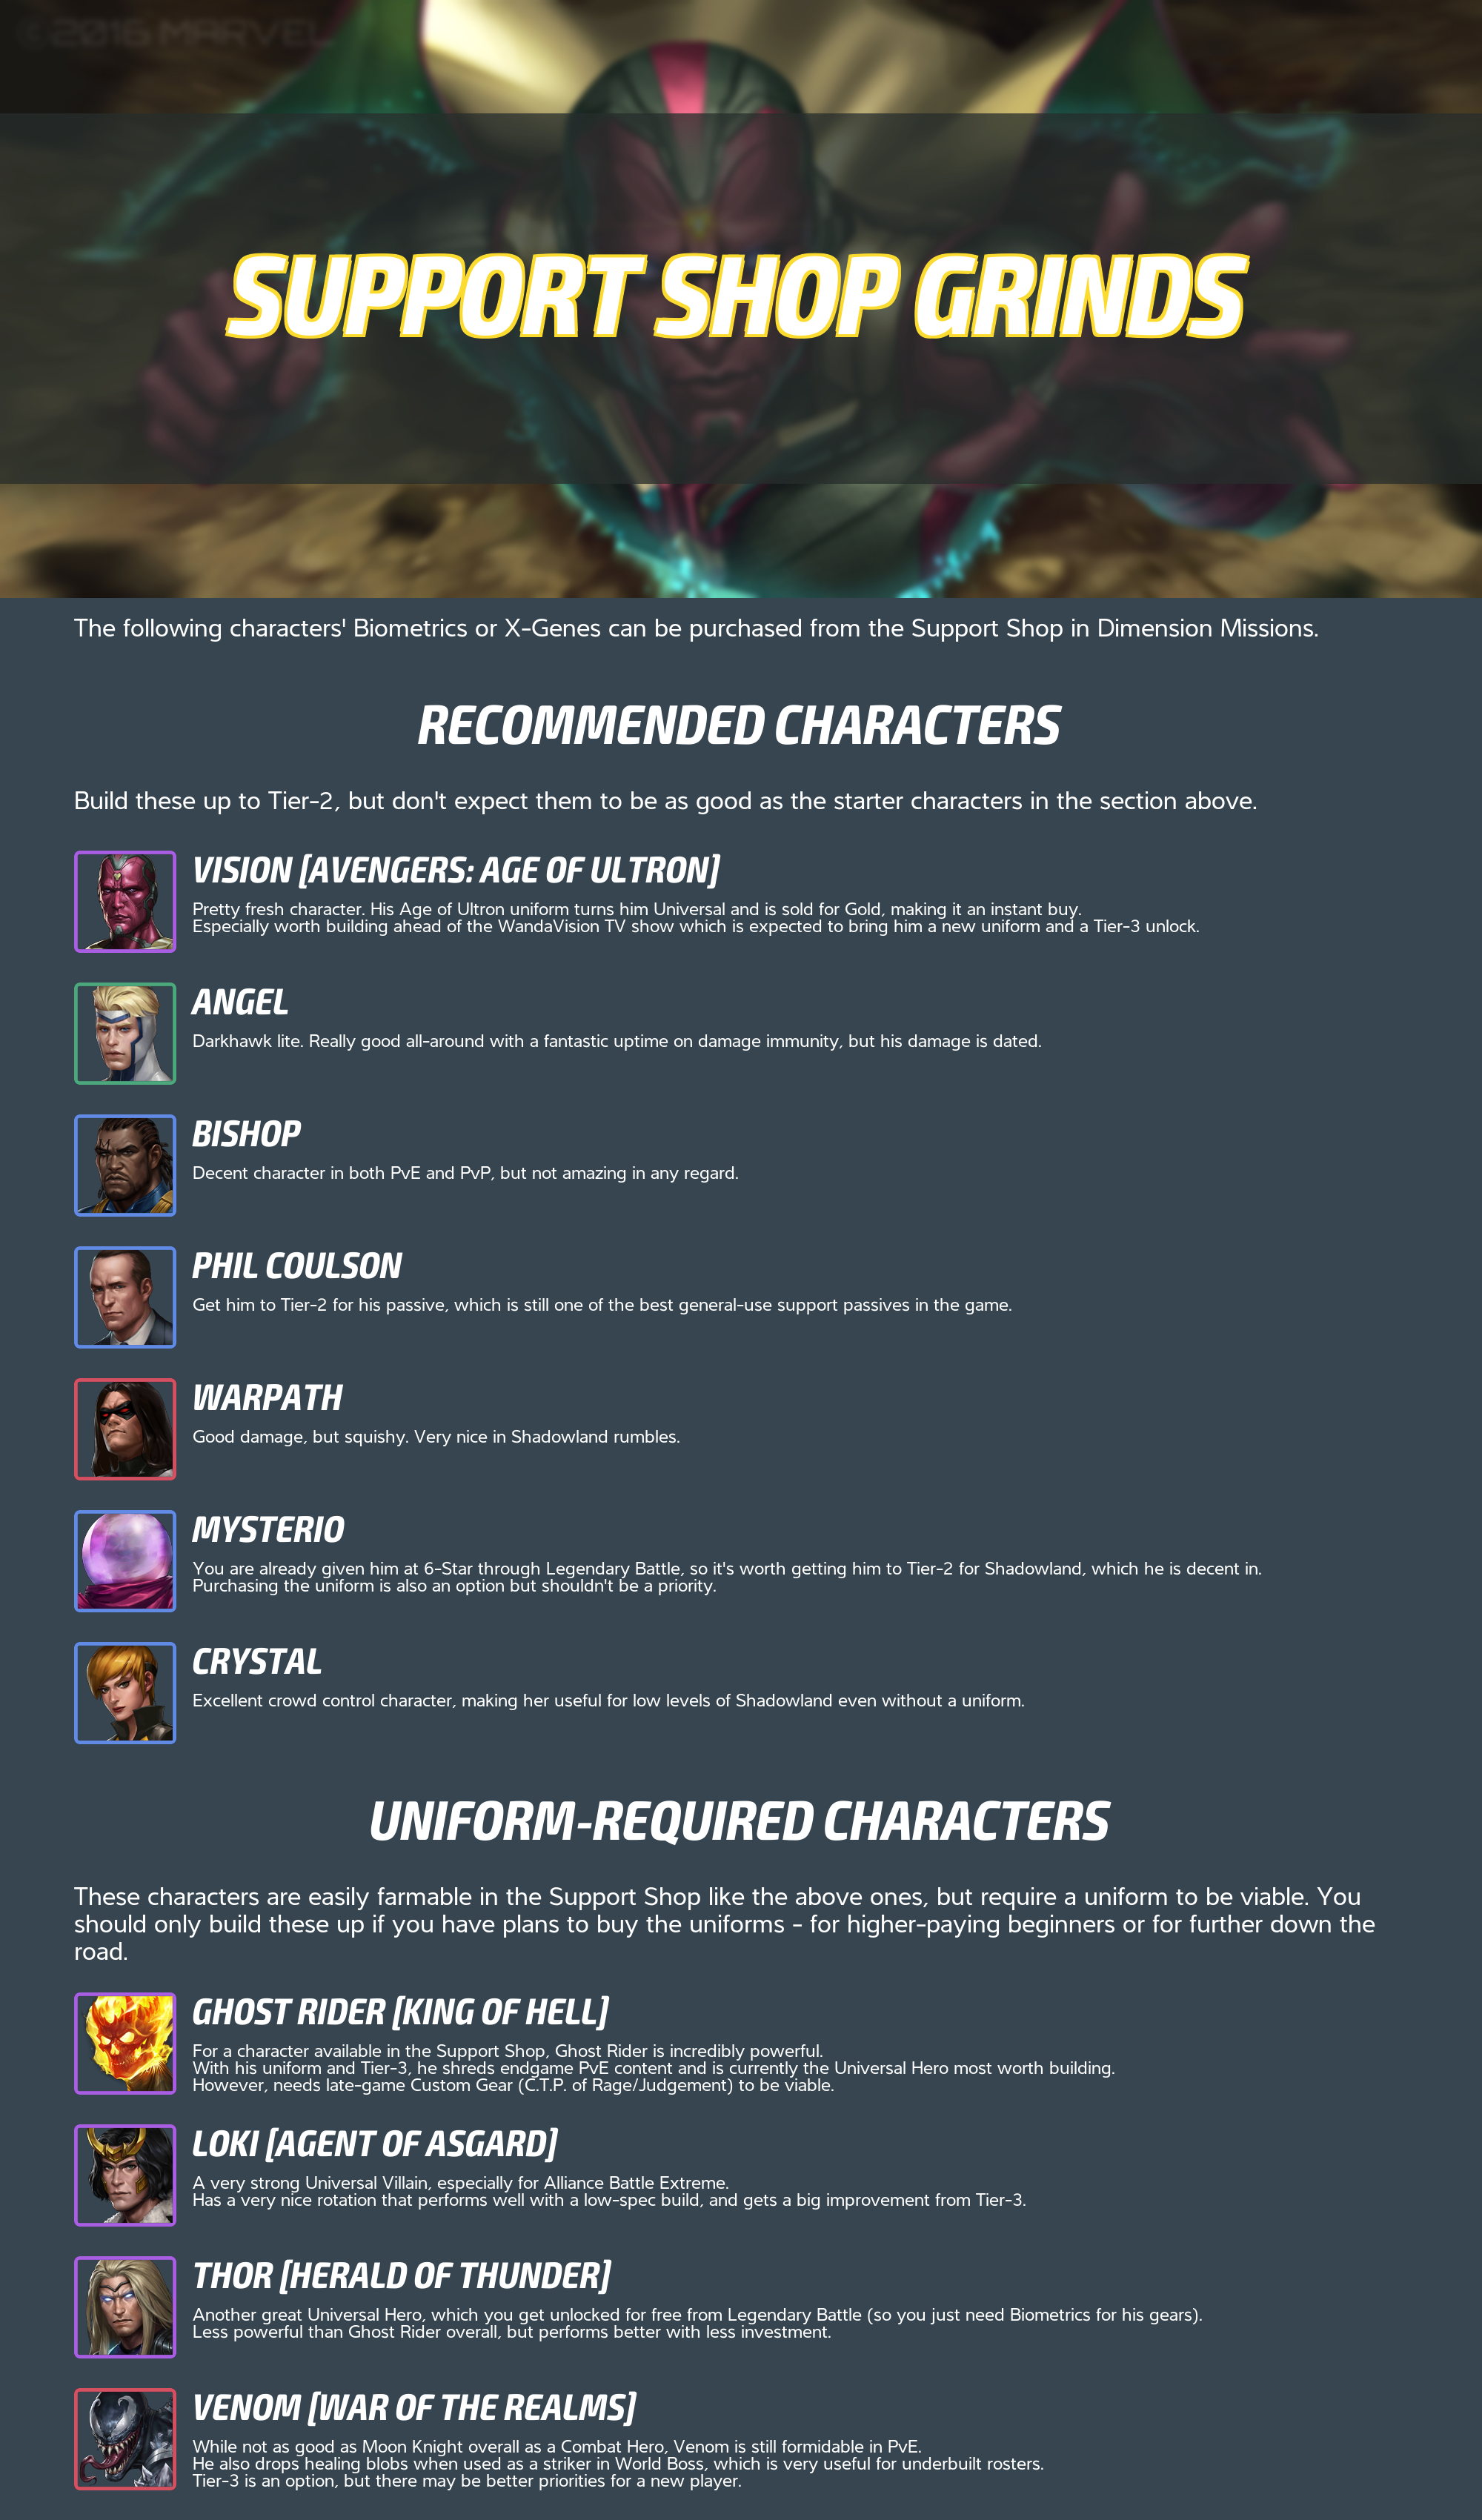 ©2016 MARVEL
SUPPORT SHOP GRINDS
The following characters' Biometrics or X-Genes can be purchased from the Support Shop in Dimension Missions.
RECOMMENDED CHARACTERS
Build these up to Tier-2, but don't expect them to be as good as the starter characters in the section above.
VISION [AVENGERS: AGE OF ULTRON]
Pretty fresh character. His Age of Ultron uniform turns him Universal and is sold for Gold, making it an instant buy.
Especially worth building ahead of the WandaVision TV show which is expected to bring him a new uniform and a Tier-3 unlock.
ANGEL
Darkhawk lite. Really good all-around with a fantastic uptime on damage immunity, but his damage is dated.
BISHOP
Decent character in both PvE and PvP, but not amazing in any regard.
PHIL COULSON
Get him to Tier-2 for his passive, which is still one of the best general-use support passives in the game.
WARPATH
Good damage, but squishy. Very nice in Shadowland rumbles.
MYSTERIO
You are already given him at 6-Star through Legendary Battle, so it's worth getting him to Tier-2 for Shadowland, which he is decent in.
Purchasing the uniform is also an option but shouldn't be a priority.
CRYSTAL
Excellent crowd control character, making her useful for low levels of Shadowland even without a uniform.
UNIFORM-REQUIRED CHARACTERS
These characters are easily farmable in the Support Shop like the above ones, but require a uniform to be viable. You
should only build these up if you have plans to buy the uniforms - for higher-paying beginners or for further down the
road.
GHOST RIDER [KING OF HELL]
For a character available in the Support Shop, Ghost Rider is incredibly powerful.
With his uniform and Tier-3, he shreds endgame PvE content and is currently the Universal Hero most worth building.
However, needs late-game Custom Gear (C.T.P. of Rage/Judgement) to be viable.
LOKI [AGENT OF ASGARD]
A very strong Universal Villain, especially for Alliance Battle Extreme.
Has a very nice rotation that performs well with a low-spec build, and gets a big improvement from Tier-3.
THOR [HERALD OF THUNDER]
Another great Universal Hero, which you get unlocked for free from Legendary Battle (so you just need Biometrics for his gears).
Less powerful than Ghost Rider overall, but performs better with less investment.
VENOM [WAR OF THE REALMS]
While not as good as Moon Knight overall as a Combat Hero, Venom is still formidable in PvE.
He also drops healing blobs when used as a striker in World Boss, which is very useful for underbuilt rosters.
Tier-3 is an option, but there may be better priorities for a new player.